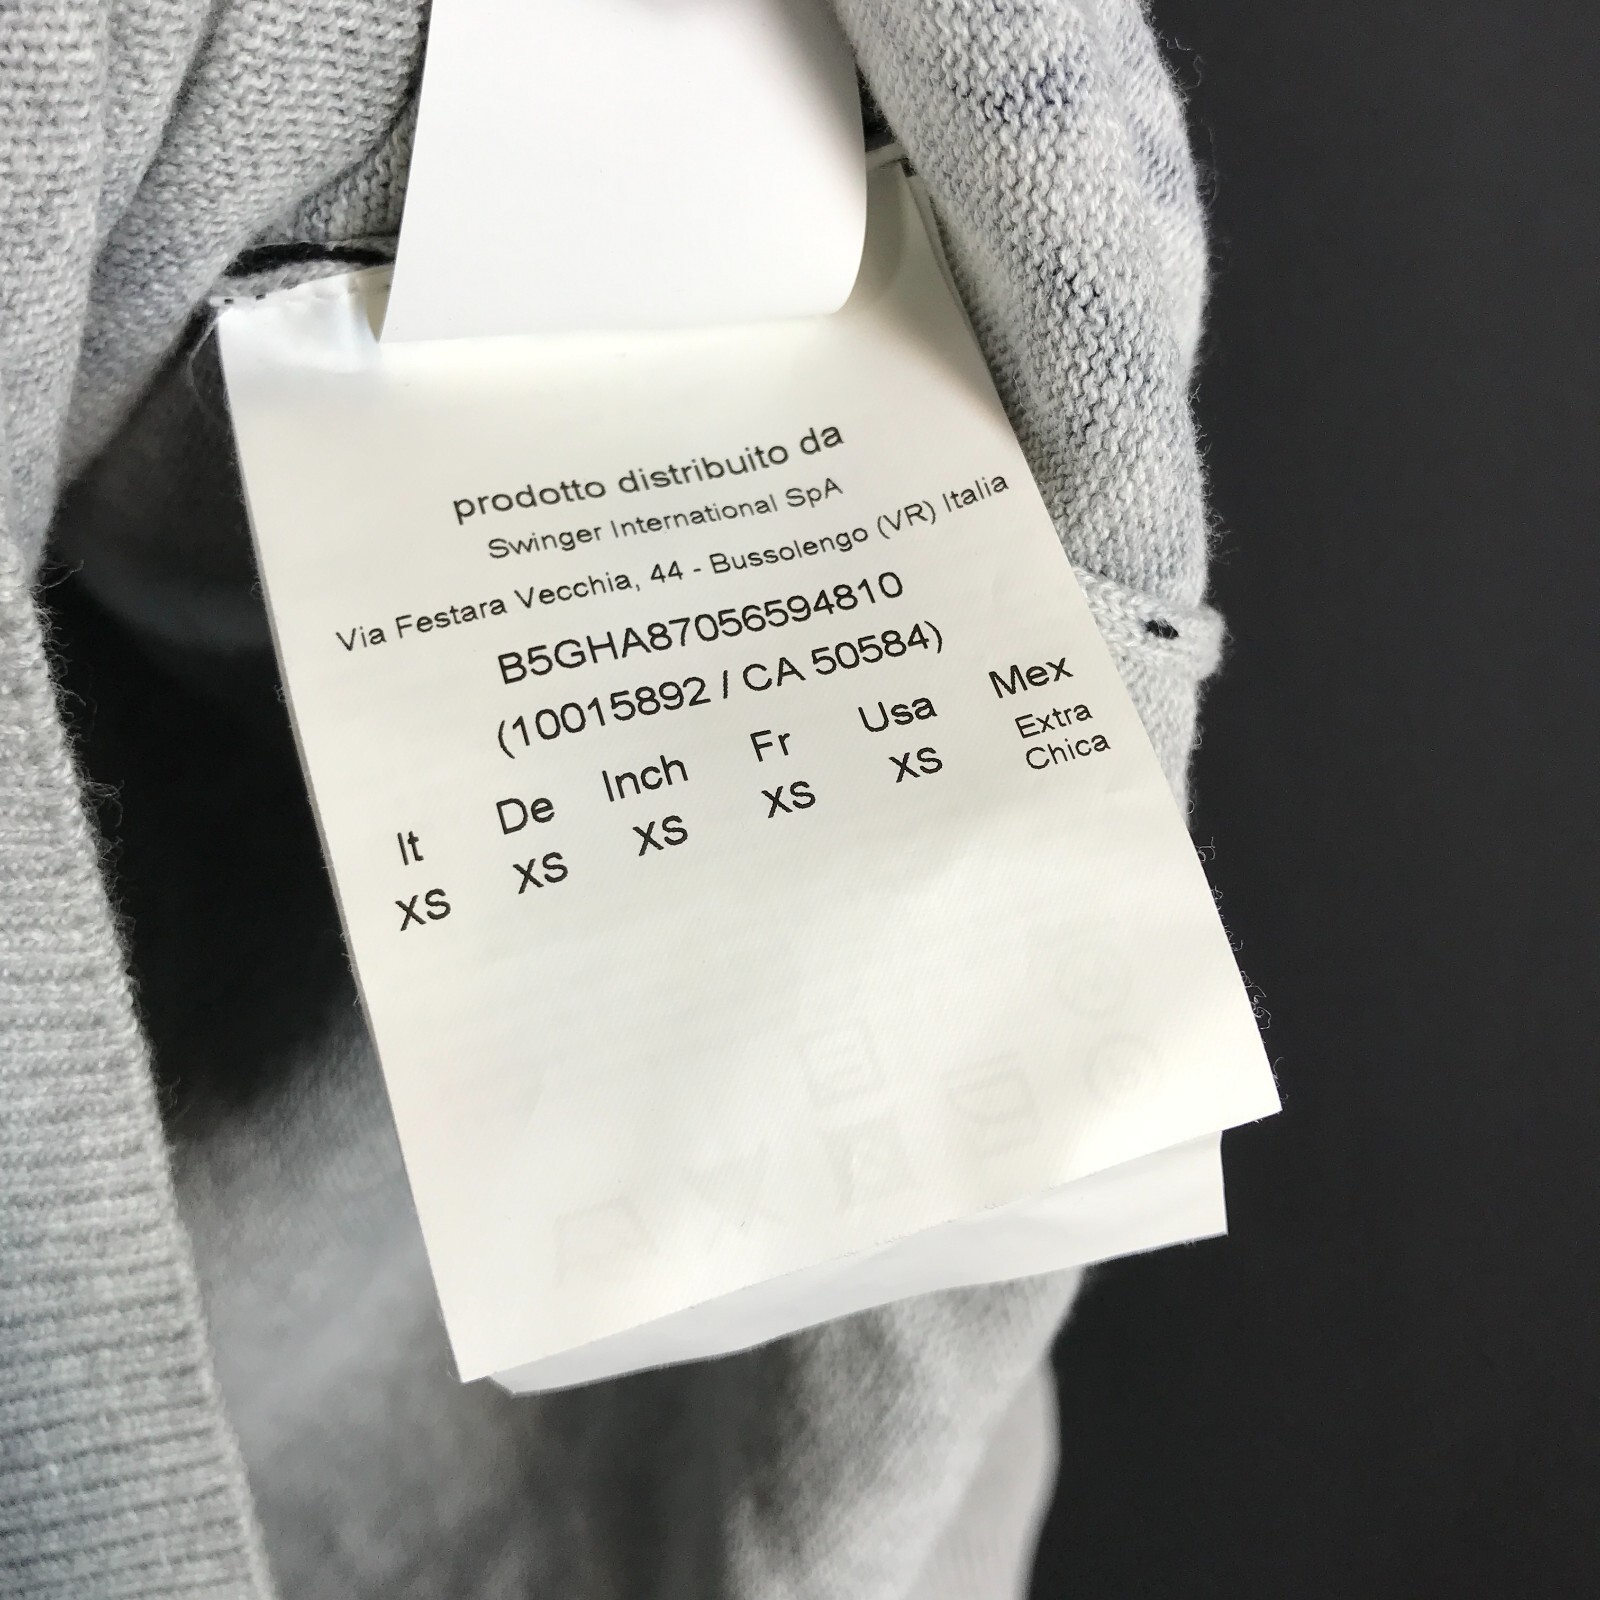 prodotto distribuito da
Swinger International SpA
Via Festara Vecchia, 44 - Bussolengo (VR) Italia
B5GHA87056594810
(10015892 / CA 50584)
It De Inch Fr Usa Mex
XS XS XS XS XS Extra Chica